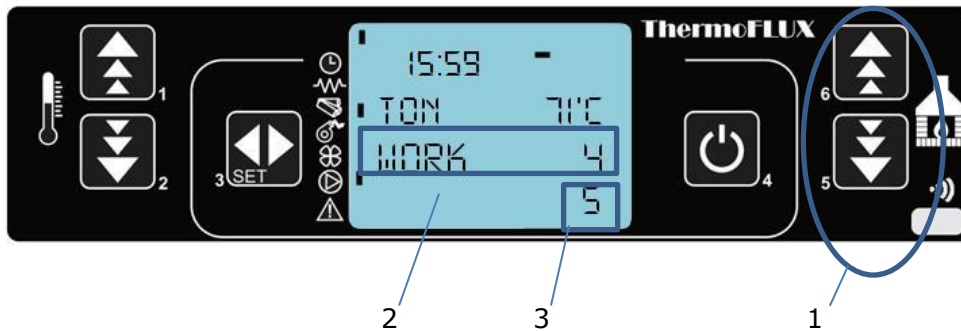 ThermoFLUX
15:59
TON 71°C
WORK 4
5
1
2
3 SET
4
6
5
2 3 1